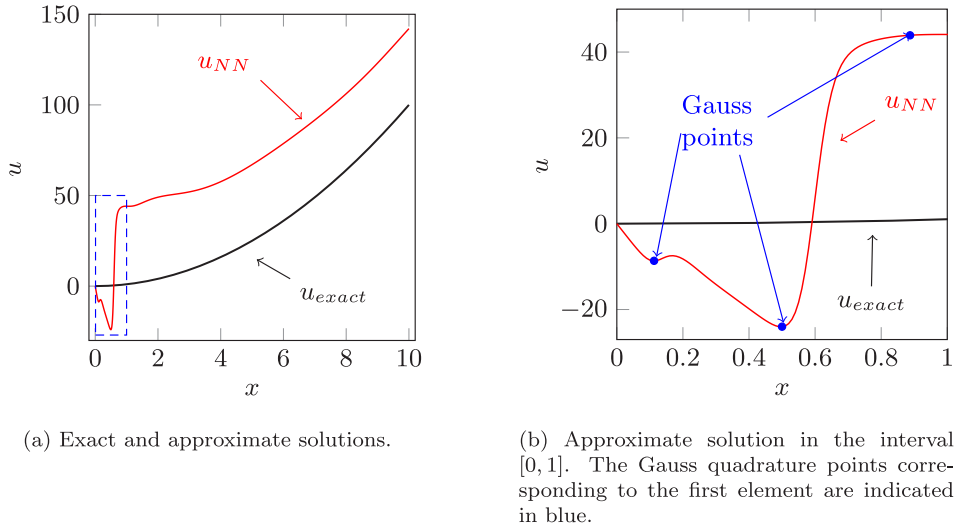 150
100
50
0
u
u_{NN}
u_{exact}
0
2
4
6
8
10
x
(a) Exact and approximate solutions.
40
20
0
−20
u
Gauss
points
u_{NN}
u_{exact}
0
0.2
0.4
0.6
0.8
1
x
(b) Approximate solution in the interval
[0, 1]. The Gauss quadrature points corre-
sponding to the first element are indicated
in blue.